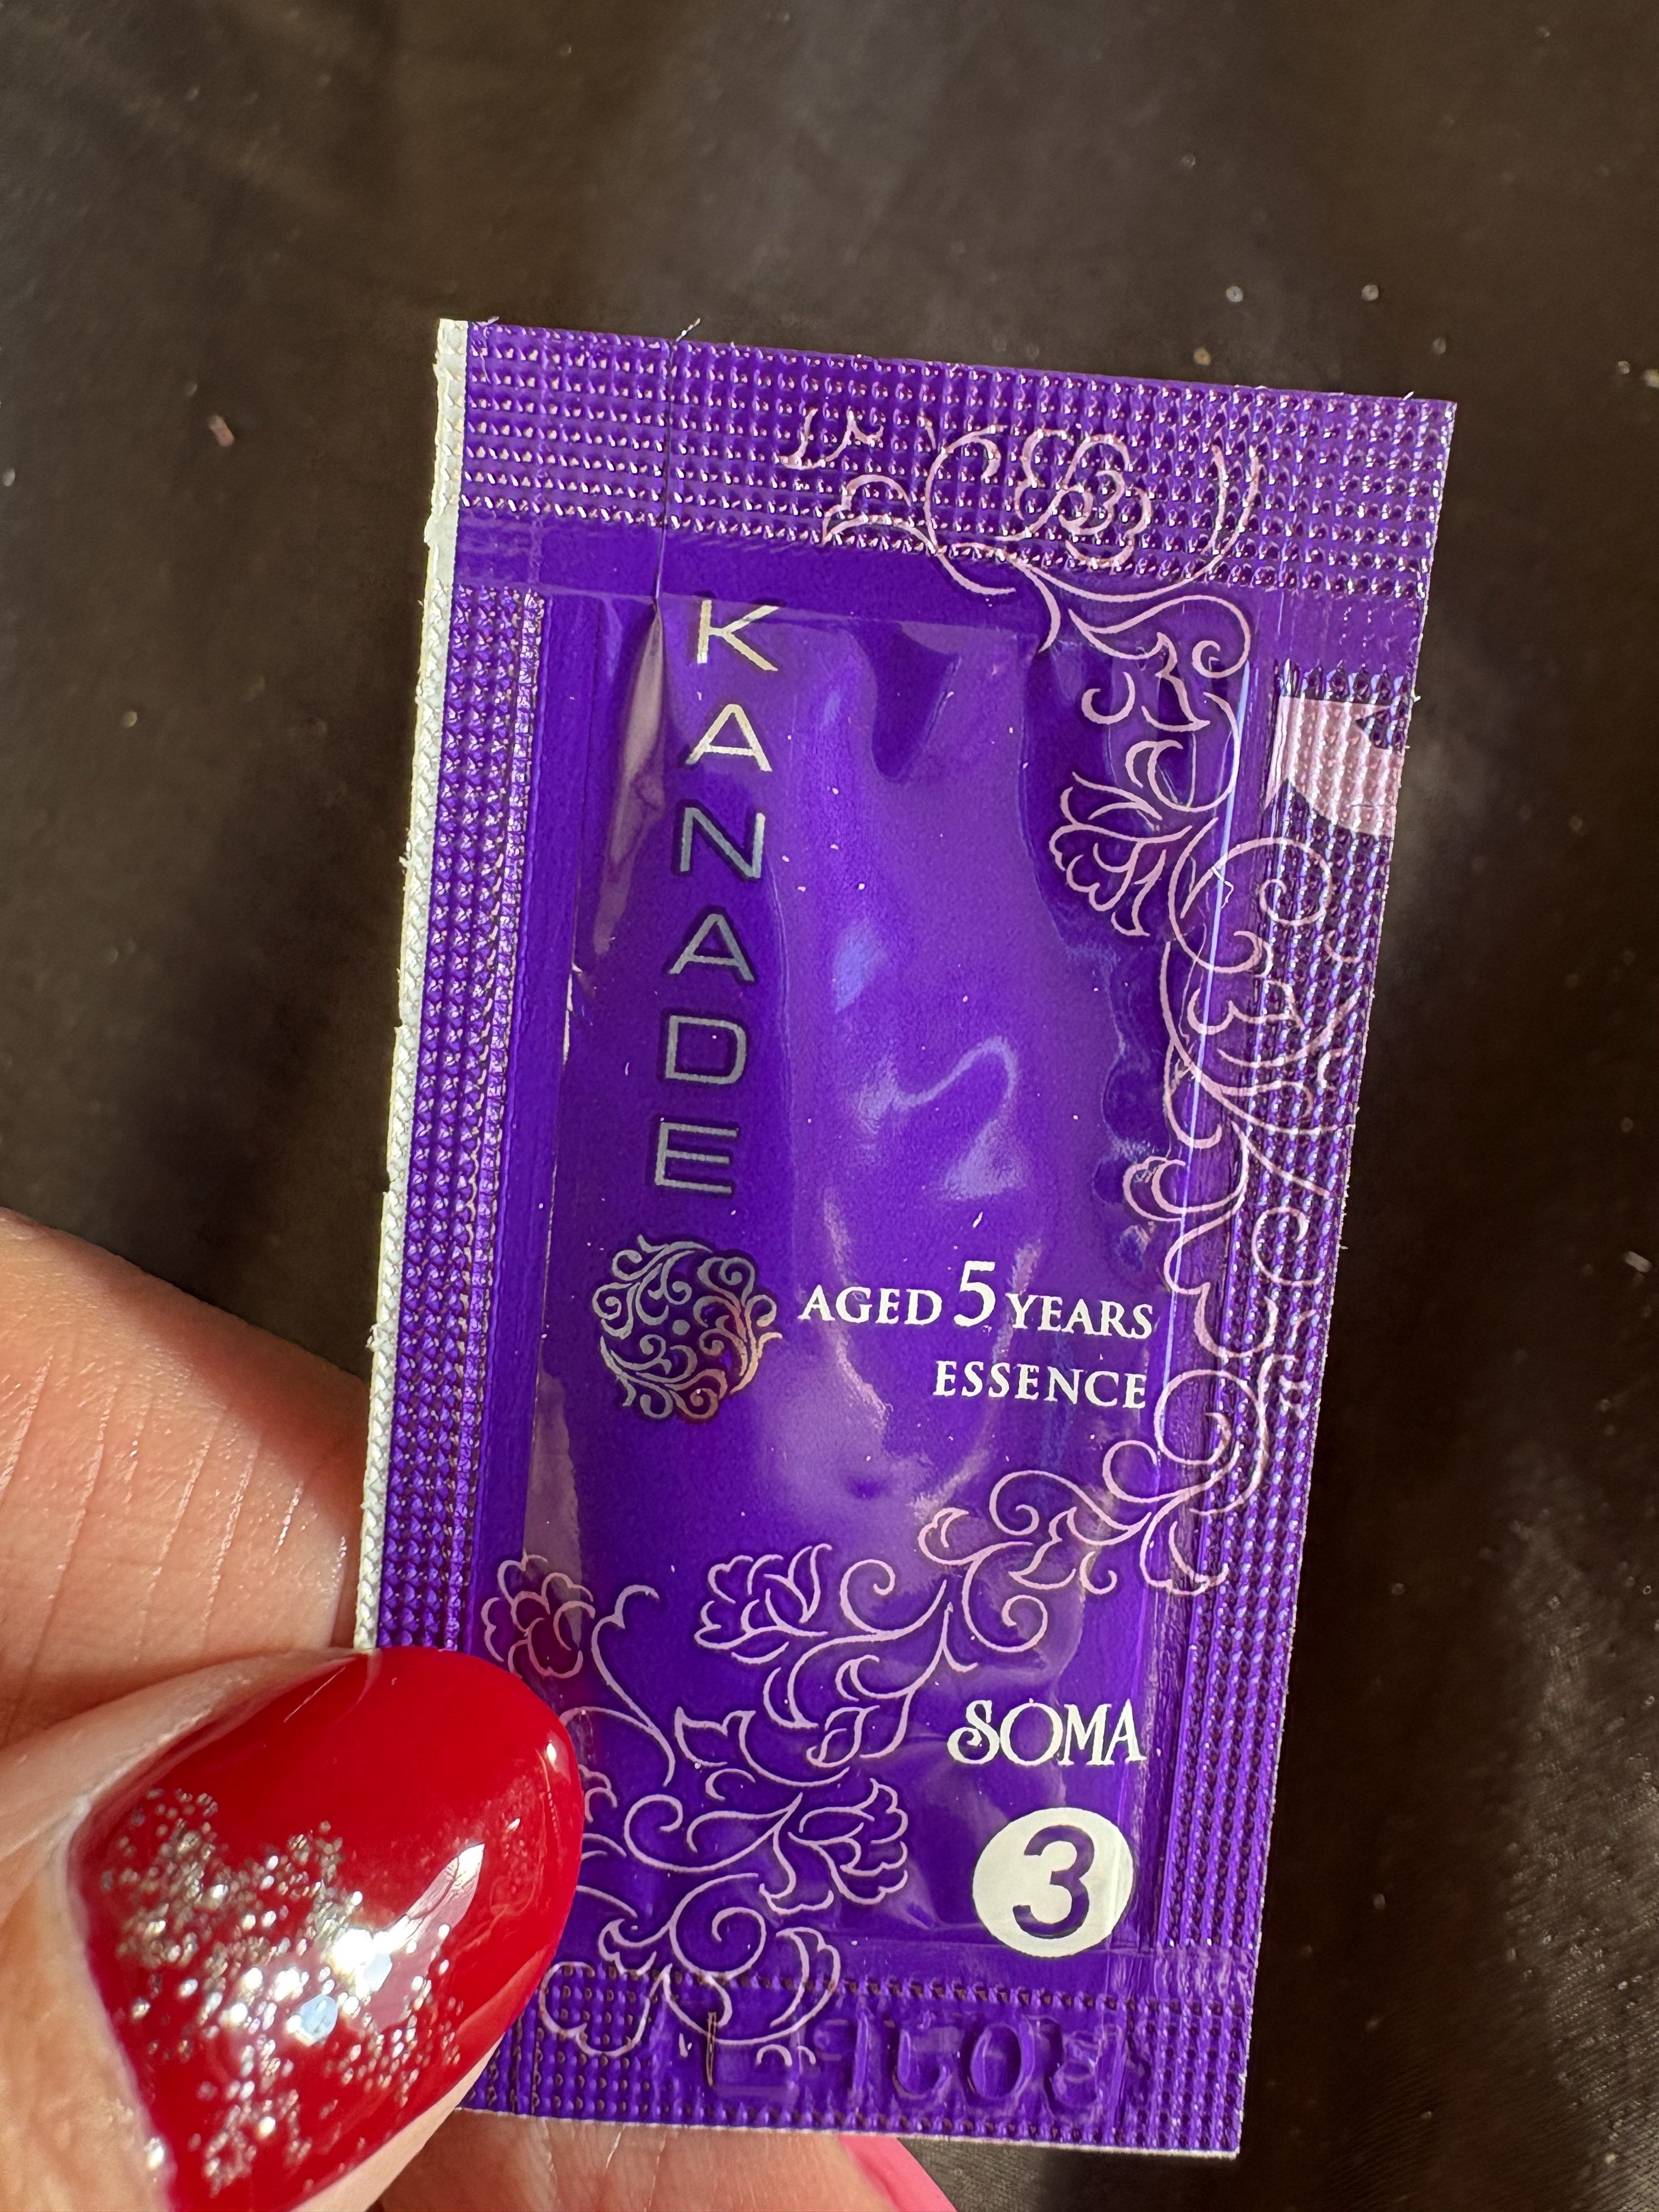 KANADE
AGED 5 YEARS
ESSENCE
SOMA
3